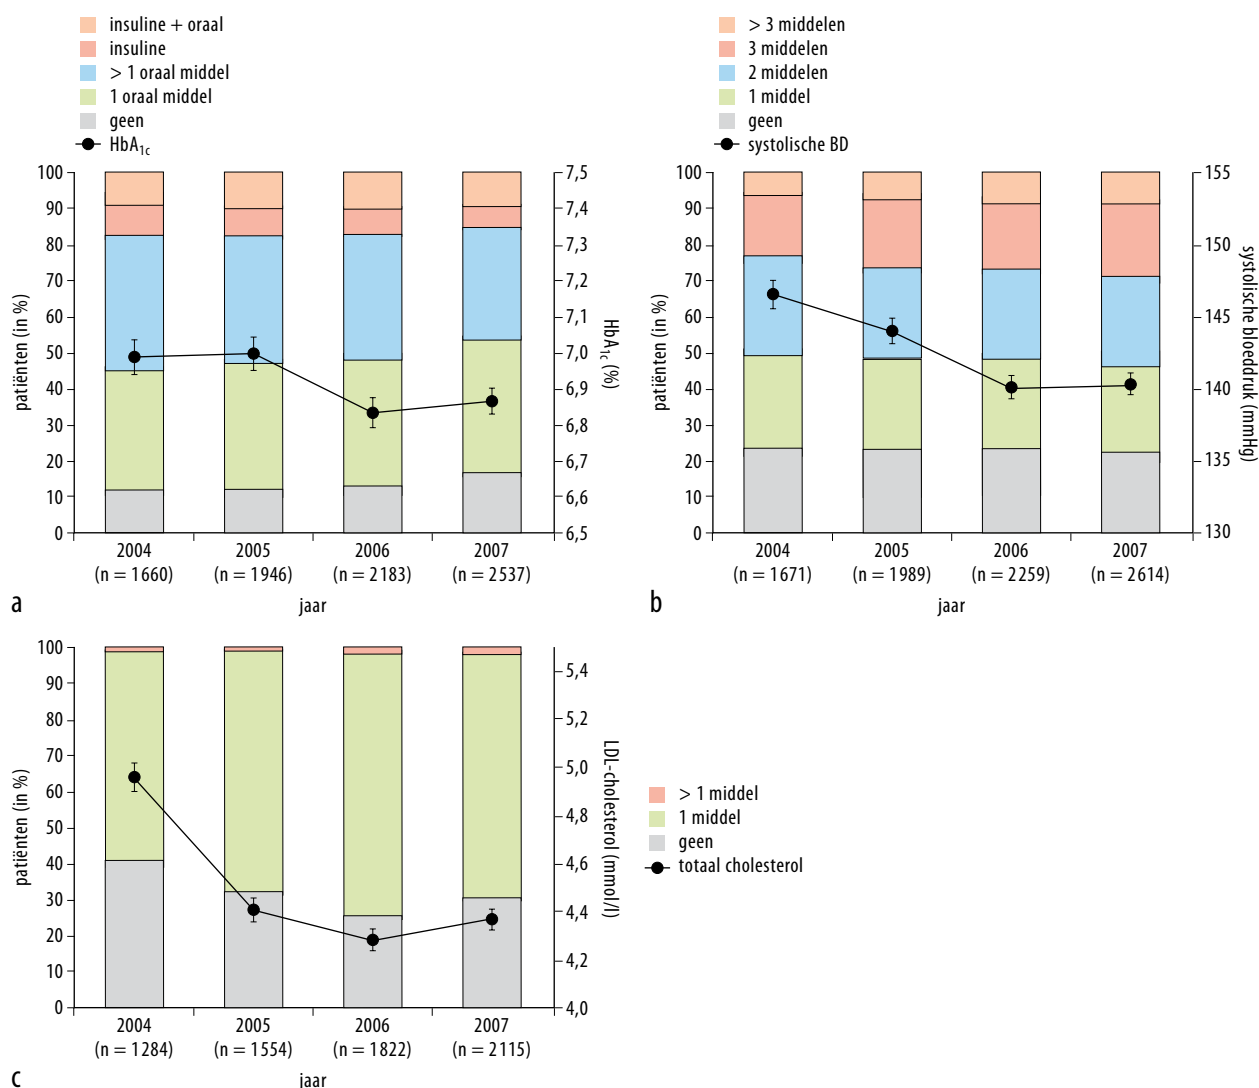 insuline + oraal
insuline
> 1 oraal middel
1 oraal middel
geen
HbA1c
100
90
80
70
60
50
40
30
20
10
0
patiënten (in %)
7,5
7,4
7,3
7,2
7,1
7,0
6,9
6,8
6,7
6,6
6,5
HbA1c (%)
2004 2005 2006 2007
(n = 1660) (n = 1946) (n = 2183) (n = 2537)
jaar
a
> 3 middelen
3 middelen
2 middelen
1 middel
geen
systolische BD
100
90
80
70
60
50
40
30
20
10
0
patiënten (in %)
155
150
145
140
135
130
systolische bloeddruk (mmHg)
2004 2005 2006 2007
(n = 1671) (n = 1989) (n = 2259) (n = 2614)
jaar
b
100
90
80
70
60
50
40
30
20
10
0
patiënten (in %)
5,4
5,2
5,0
4,8
4,6
4,4
4,2
4,0
LDL-cholesterol (mmol/l)
2004 2005 2006 2007
(n = 1284) (n = 1554) (n = 1822) (n = 2115)
jaar
c
> 1 middel
1 middel
geen
totaal cholesterol